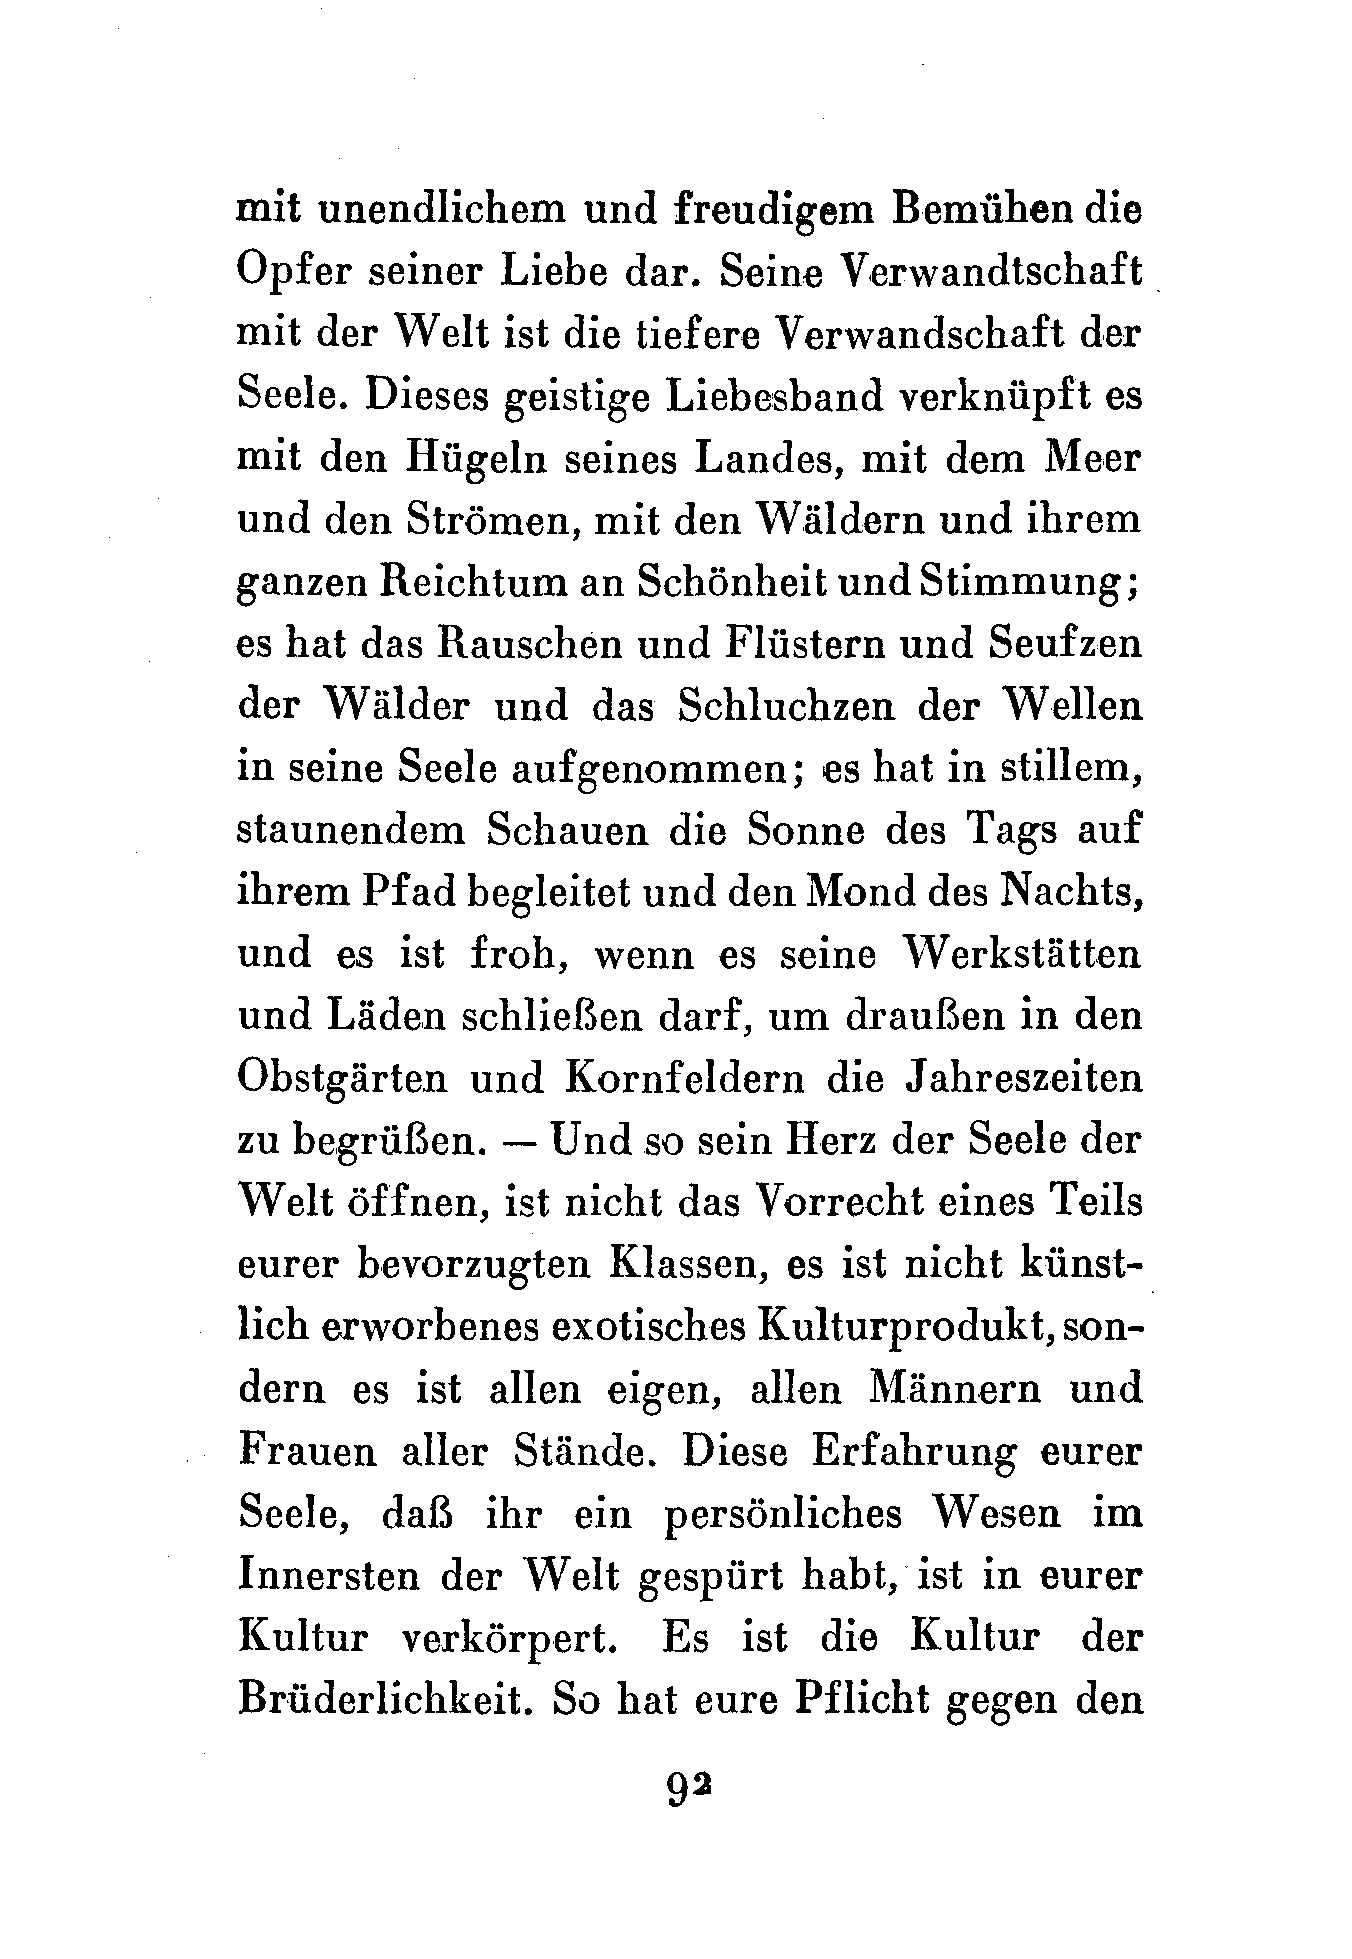 mit unendlichem und freudigem Bemühen die
Opfer seiner Liebe dar. Seine Verwandtschaft
mit der Welt ist die tiefere Verwandschaft der
Seele. Dieses geistige Liebesband verknüpft es
mit den Hügeln seines Landes, mit dem Meer
und den Strömen, mit den Wäldern und ihrem
ganzen Reichtum an Schönheit und Stimmung;
es hat das Rauschen und Flüstern und Seufzen
der Wälder und das Schluchzen der Wellen
in seine Seele aufgenommen; es hat in stillem,
staunendem Schauen die Sonne des Tags auf
ihrem Pfad begleitet und den Mond des Nachts,
und es ist froh, wenn es seine Werkstätten
und Läden schließen darf, um draußen in den
Obstgärten und Kornfeldern die Jahreszeiten
zu begrüßen. — Und so sein Herz der Seele der
Welt öffnen, ist nicht das Vorrecht eines Teils
eurer bevorzugten Klassen, es ist nicht künst-
lich erworbenes exotisches Kulturprodukt, son-
dern es ist allen eigen, allen Männern und
Frauen aller Stände. Diese Erfahrung eurer
Seele, daß ihr ein persönliches Wesen im
Innersten der Welt gespürt habt, ist in eurer
Kultur verkörpert. Es ist die Kultur der
Brüderlichkeit. So hat eure Pflicht gegen den
92